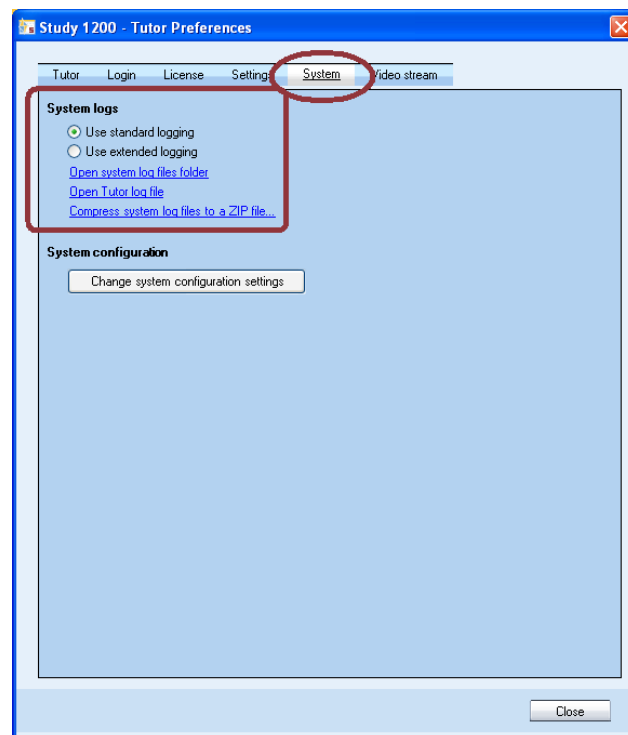 Study 1200 - Tutor Preferences
Tutor Login License Settings System Video stream
System logs
Use standard logging
Use extended logging
Open system log files folder
Open Tutor log file
Compress system log files to a ZIP file...
System configuration
Change system configuration settings
Close